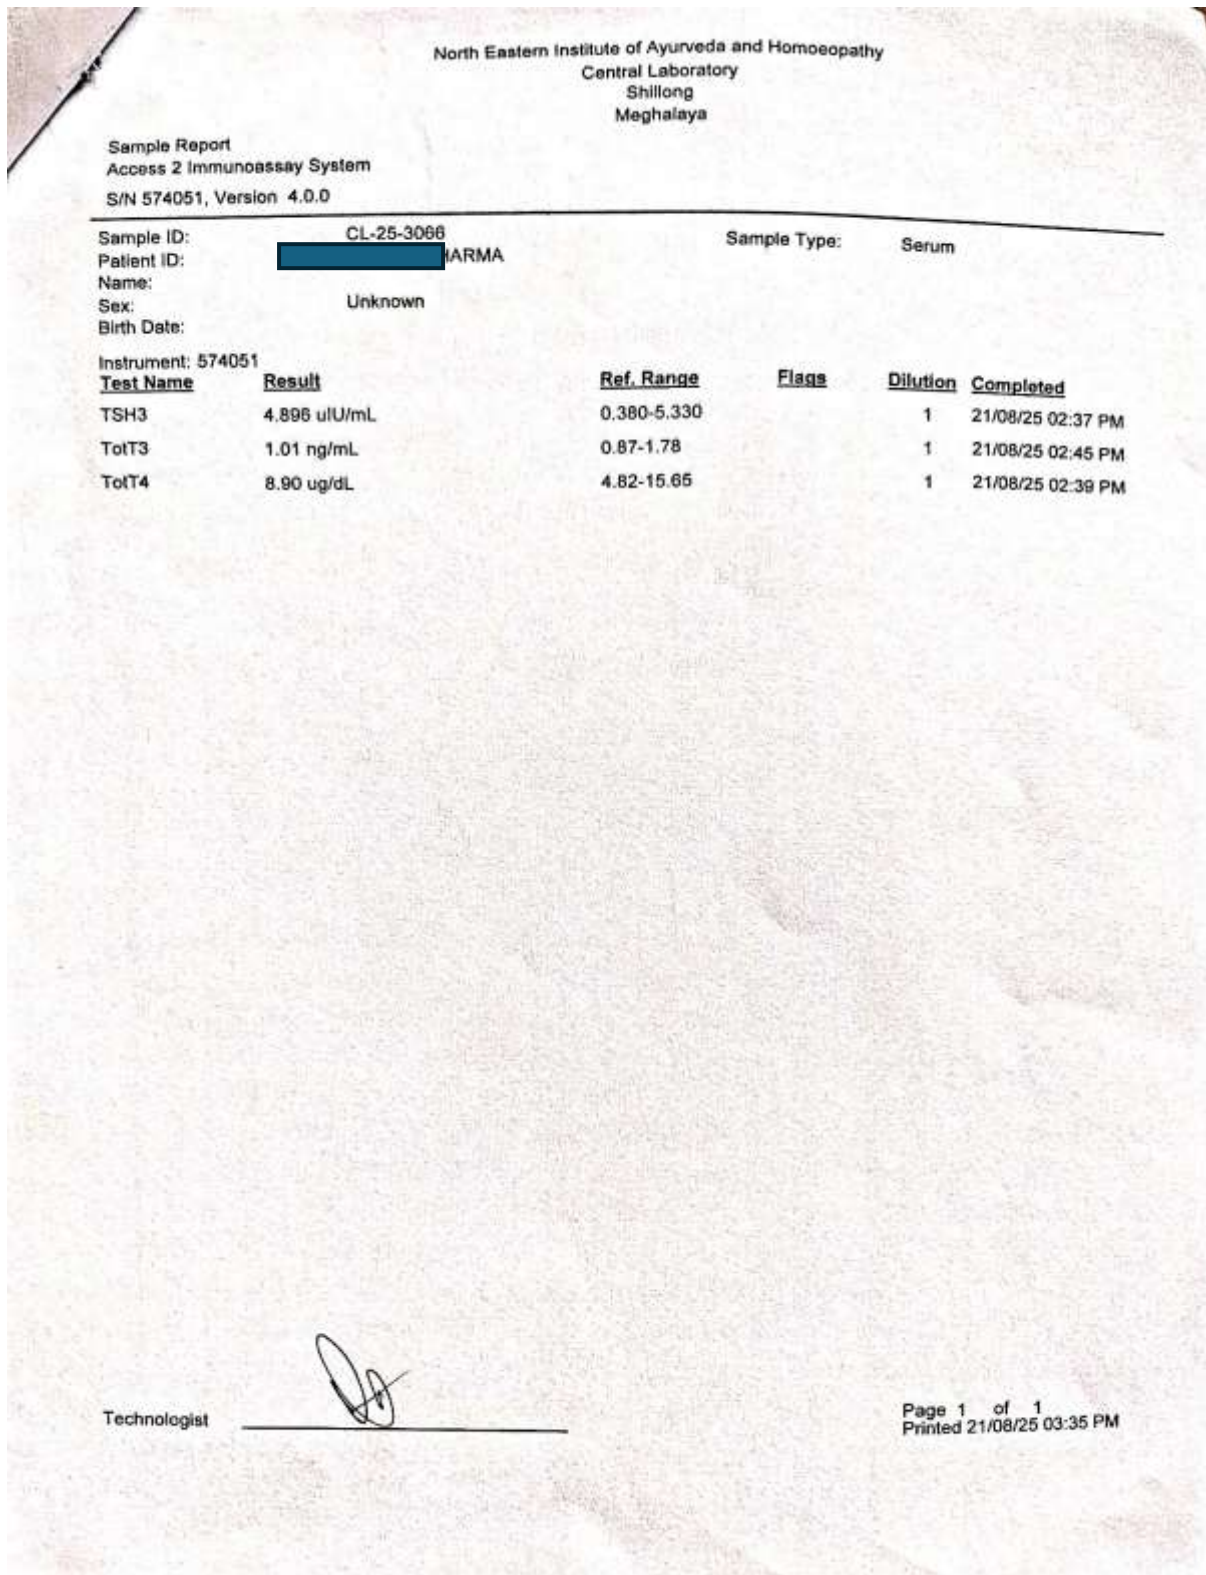 North Eastern Institute of Ayurveda and Homoeopathy
Central Laboratory
Shillong
Meghalaya
Sample Report
Access 2 Immunoassay System
S/N 574051, Version 4.0.0
Sample ID: CL-25-3066 Sample Type: Serum
Patient ID: HARMA
Name:
Sex: Unknown
Birth Date:
Instrument: 574051
Test Name Result Ref. Range Flags Dilution Completed
TSH3 4.896 uIU/mL 0.380-5.330 1 21/08/25 02:37 PM
TotT3 1.01 ng/mL 0.87-1.78 1 21/08/25 02:45 PM
TotT4 8.90 ug/dL 4.82-15.65 1 21/08/25 02:39 PM
Technologist
Page 1 of 1
Printed 21/08/25 03:35 PM